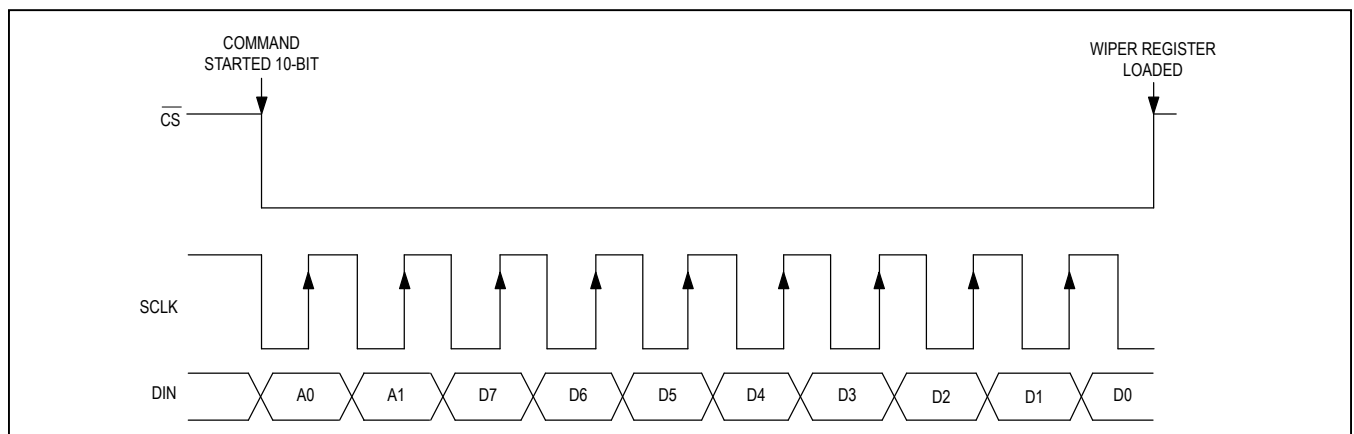 COMMAND
STARTED 10-BIT
WIPER REGISTER
LOADED
CS
SCLK
DIN
A0 A1 D7 D6 D5 D4 D3 D2 D1 D0